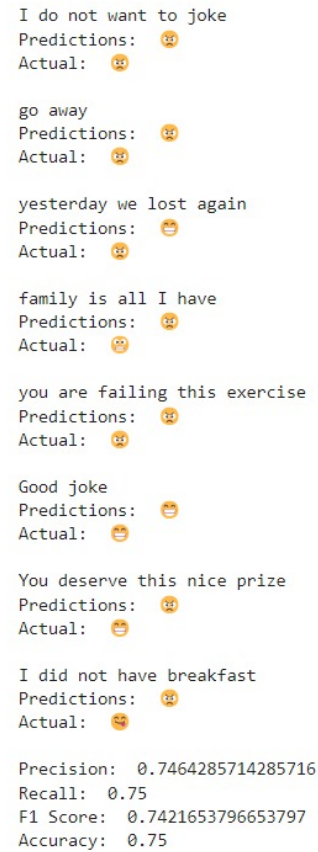 I do not want to joke
Predictions: 😠
Actual: 😠
go away
Predictions: 😠
Actual: 😠
yesterday we lost again
Predictions: 😁
Actual: 😠
family is all I have
Predictions: 😠
Actual: 😁
you are failing this exercise
Predictions: 😠
Actual: 😠
Good joke
Predictions: 😁
Actual: 😁
You deserve this nice prize
Predictions: 😠
Actual: 😁
I did not have breakfast
Predictions: 😠
Actual: 😋
Precision: 0.7464285714285716
Recall: 0.75
F1 Score: 0.7421653796653797
Accuracy: 0.75